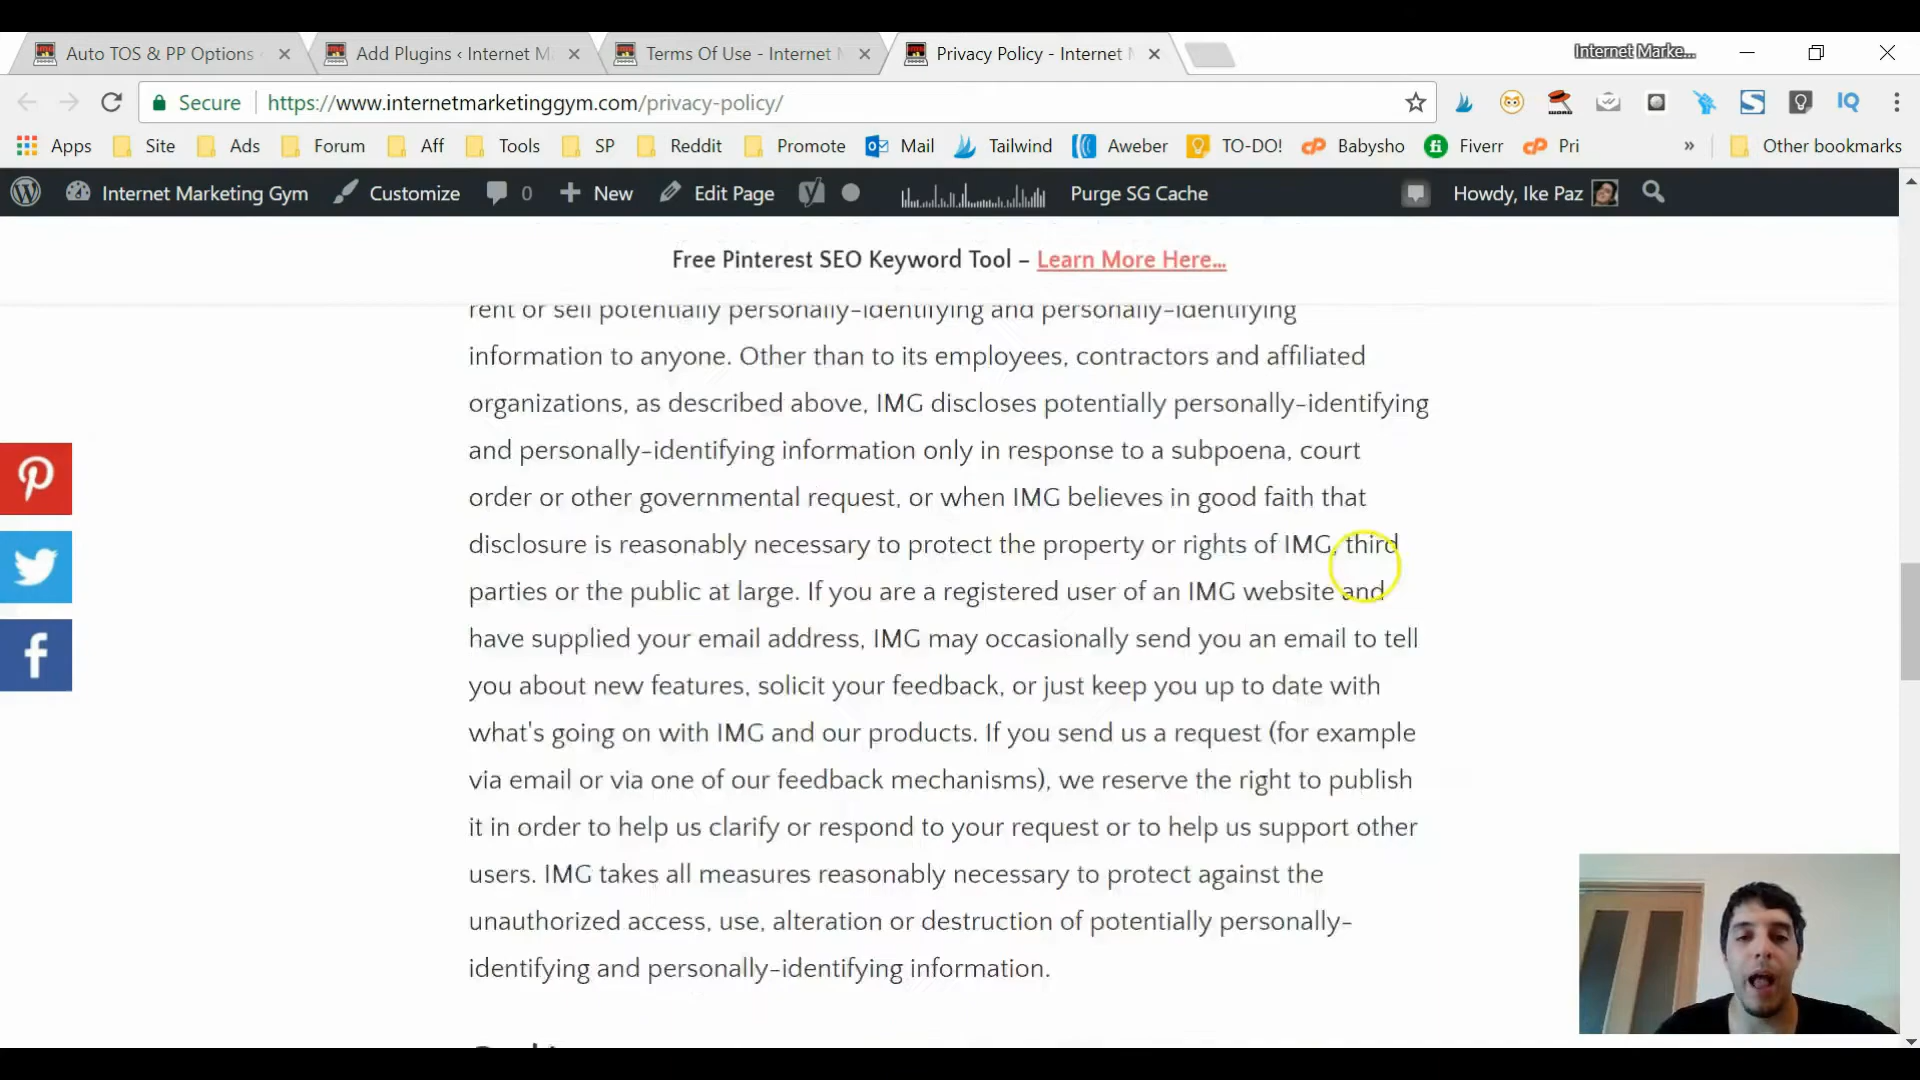 Auto TOS & PP Options
Add Plugins ‹ Internet M
Terms Of Use - Internet
Privacy Policy - Internet
Internet Marke...
Secure https://www.internetmarketinggym.com/privacy-policy/
Apps Site Ads Forum Aff Tools SP Reddit Promote Mail Tailwind Aweber TO-DO! Babysho Fiverr Pri » Other bookmarks
Internet Marketing Gym Customize 0 New Edit Page Purge SG Cache Howdy, Ike Paz
Free Pinterest SEO Keyword Tool – Learn More Here...
rent or sell potentially personally-identifying and personally-identifying
information to anyone. Other than to its employees, contractors and affiliated
organizations, as described above, IMG discloses potentially personally-identifying
and personally-identifying information only in response to a subpoena, court
order or other governmental request, or when IMG believes in good faith that
disclosure is reasonably necessary to protect the property or rights of IMG, third
parties or the public at large. If you are a registered user of an IMG website and
have supplied your email address, IMG may occasionally send you an email to tell
you about new features, solicit your feedback, or just keep you up to date with
what's going on with IMG and our products. If you send us a request (for example
via email or via one of our feedback mechanisms), we reserve the right to publish
it in order to help us clarify or respond to your request or to help us support other
users. IMG takes all measures reasonably necessary to protect against the
unauthorized access, use, alteration or destruction of potentially personally-
identifying and personally-identifying information.